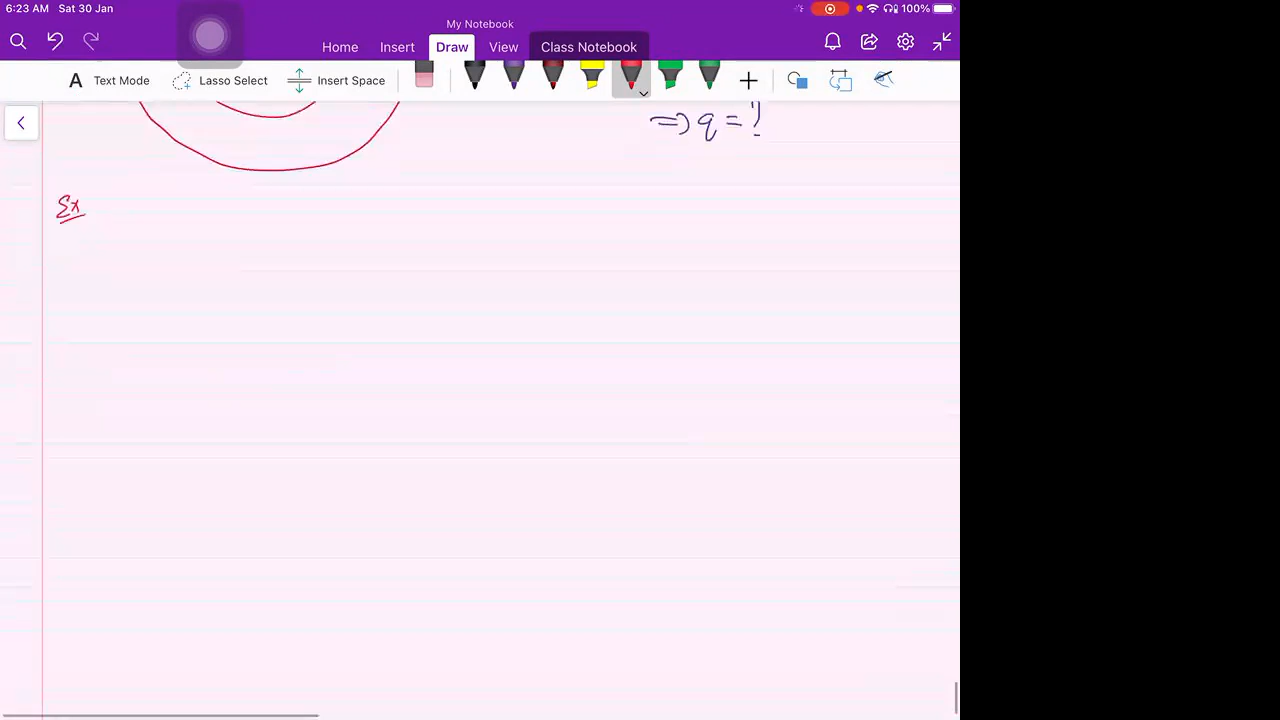 6:23 AM Sat 30 Jan 100%
My Notebook
Home Insert Draw View Class Notebook
A Text Mode Lasso Select Insert Space
⇒ q = ?
Ex